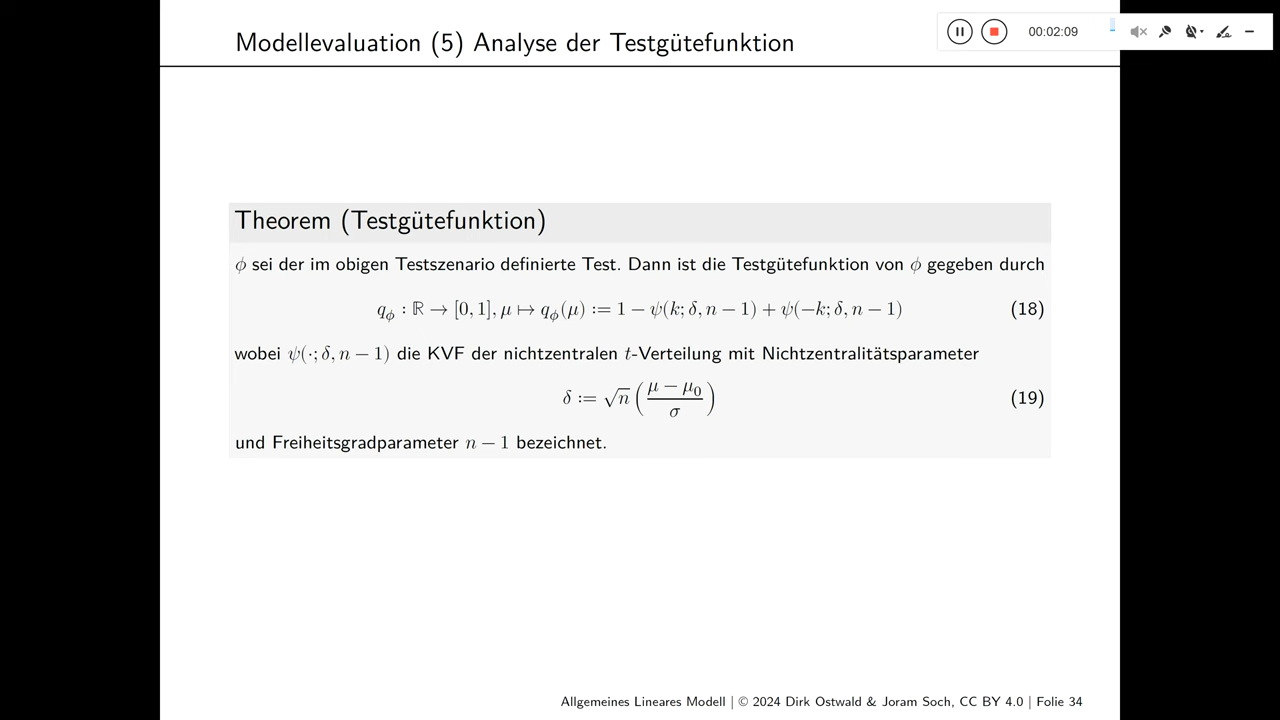 Modellevaluation (5) Analyse der Testgütefunktion
00:02:09
Theorem (Testgütefunktion)
ϕ sei der im obigen Testszenario definierte Test. Dann ist die Testgütefunktion von ϕ gegeben durch
q_ϕ : ℝ → [0, 1], μ ↦ q_ϕ(μ) := 1 − ψ(k; δ, n − 1) + ψ(−k; δ, n − 1) (18)
wobei ψ(·; δ, n − 1) die KVF der nichtzentralen t-Verteilung mit Nichtzentralitätsparameter
δ := √n ((μ − μ₀)/σ) (19)
und Freiheitsgradparameter n − 1 bezeichnet.
Allgemeines Lineares Modell | © 2024 Dirk Ostwald & Joram Soch, CC BY 4.0 | Folie 34